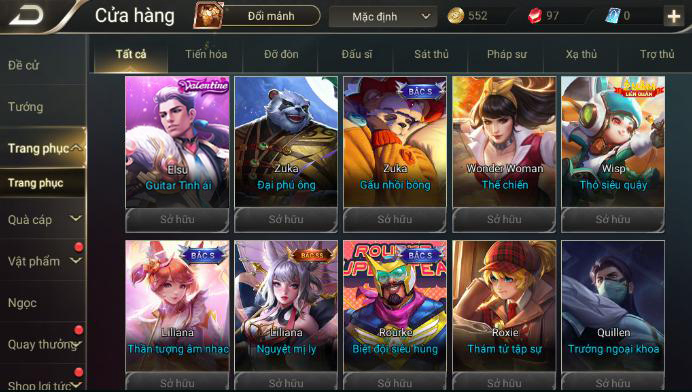 Cửa hàng
Đổi mảnh
Mặc định
552
97
0
Đề cử
Tướng
Trang phục
Trang phục
Quà cáp
Vật phẩm
Ngọc
Quay thưởng
Shop lợi tức
Tất cả
Tiến hóa
Đỡ đòn
Đấu sĩ
Sát thủ
Pháp sư
Xạ thủ
Trợ thủ
Valentine
Elsu
Guitar Tình ái
Sở hữu
Zuka
Đại phú ông
Sở hữu
BẬC S
Zuka
Gấu nhồi bông
Sở hữu
Wonder Woman
Thế chiến
Sở hữu
LIÊN QUÂN
Wisp
Thỏ siêu quậy
Sở hữu
BẬC S
Liliana
Thần tượng âm nhạc
Sở hữu
BẬC SS
Liliana
Nguyệt mị ly
Sở hữu
BẬC S
Rourke
Biệt đội siêu hùng
Sở hữu
Roxie
Thám tử tập sự
Sở hữu
Quillen
Trưởng ngoại khoa
Sở hữu